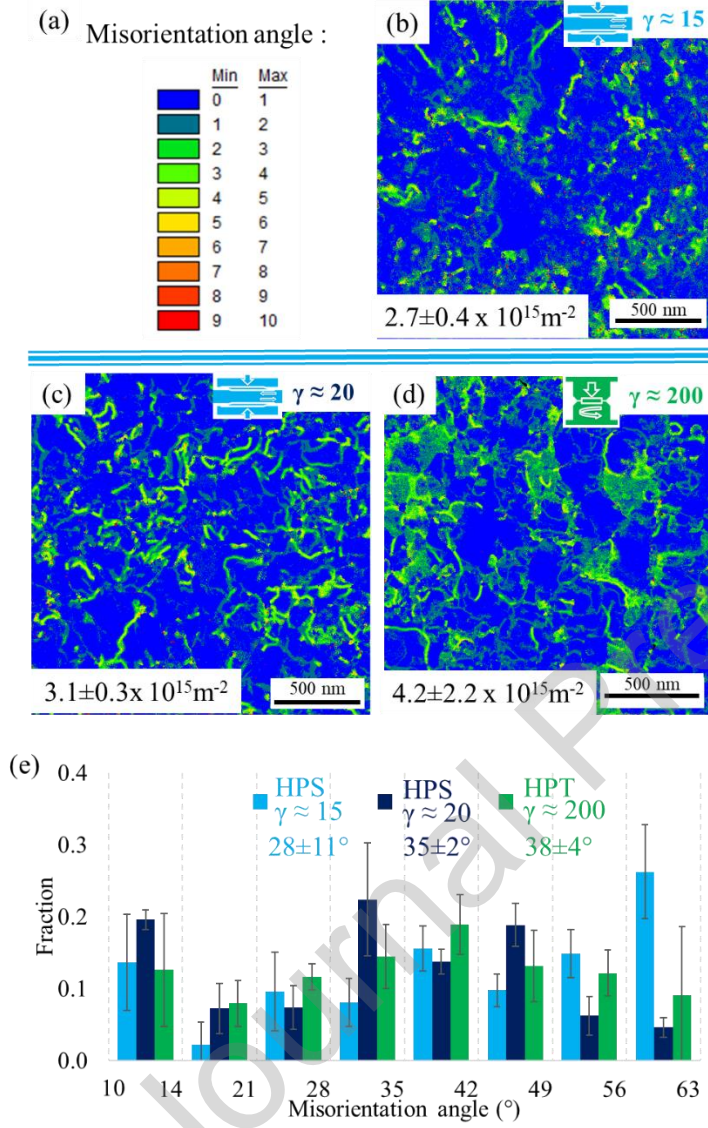 (a) Misorientation angle :
Min Max
0 1
1 2
2 3
3 4
4 5
5 6
6 7
7 8
8 9
9 10
(b) γ ≈ 15
2.7±0.4 x 10¹⁵m⁻² 500 nm
(c) γ ≈ 20
3.1±0.3x 10¹⁵m⁻² 500 nm
(d) γ ≈ 200
4.2±2.2 x 10¹⁵m⁻² 500 nm
(e)
HPS HPS HPT
γ ≈ 15 γ ≈ 20 γ ≈ 200
28±11° 35±2° 38±4°
0.4
0.3
0.2
0.1
0.0
Fraction
10 14 21 28 35 42 49 56 63
Misorientation angle (°)
Journal Pre